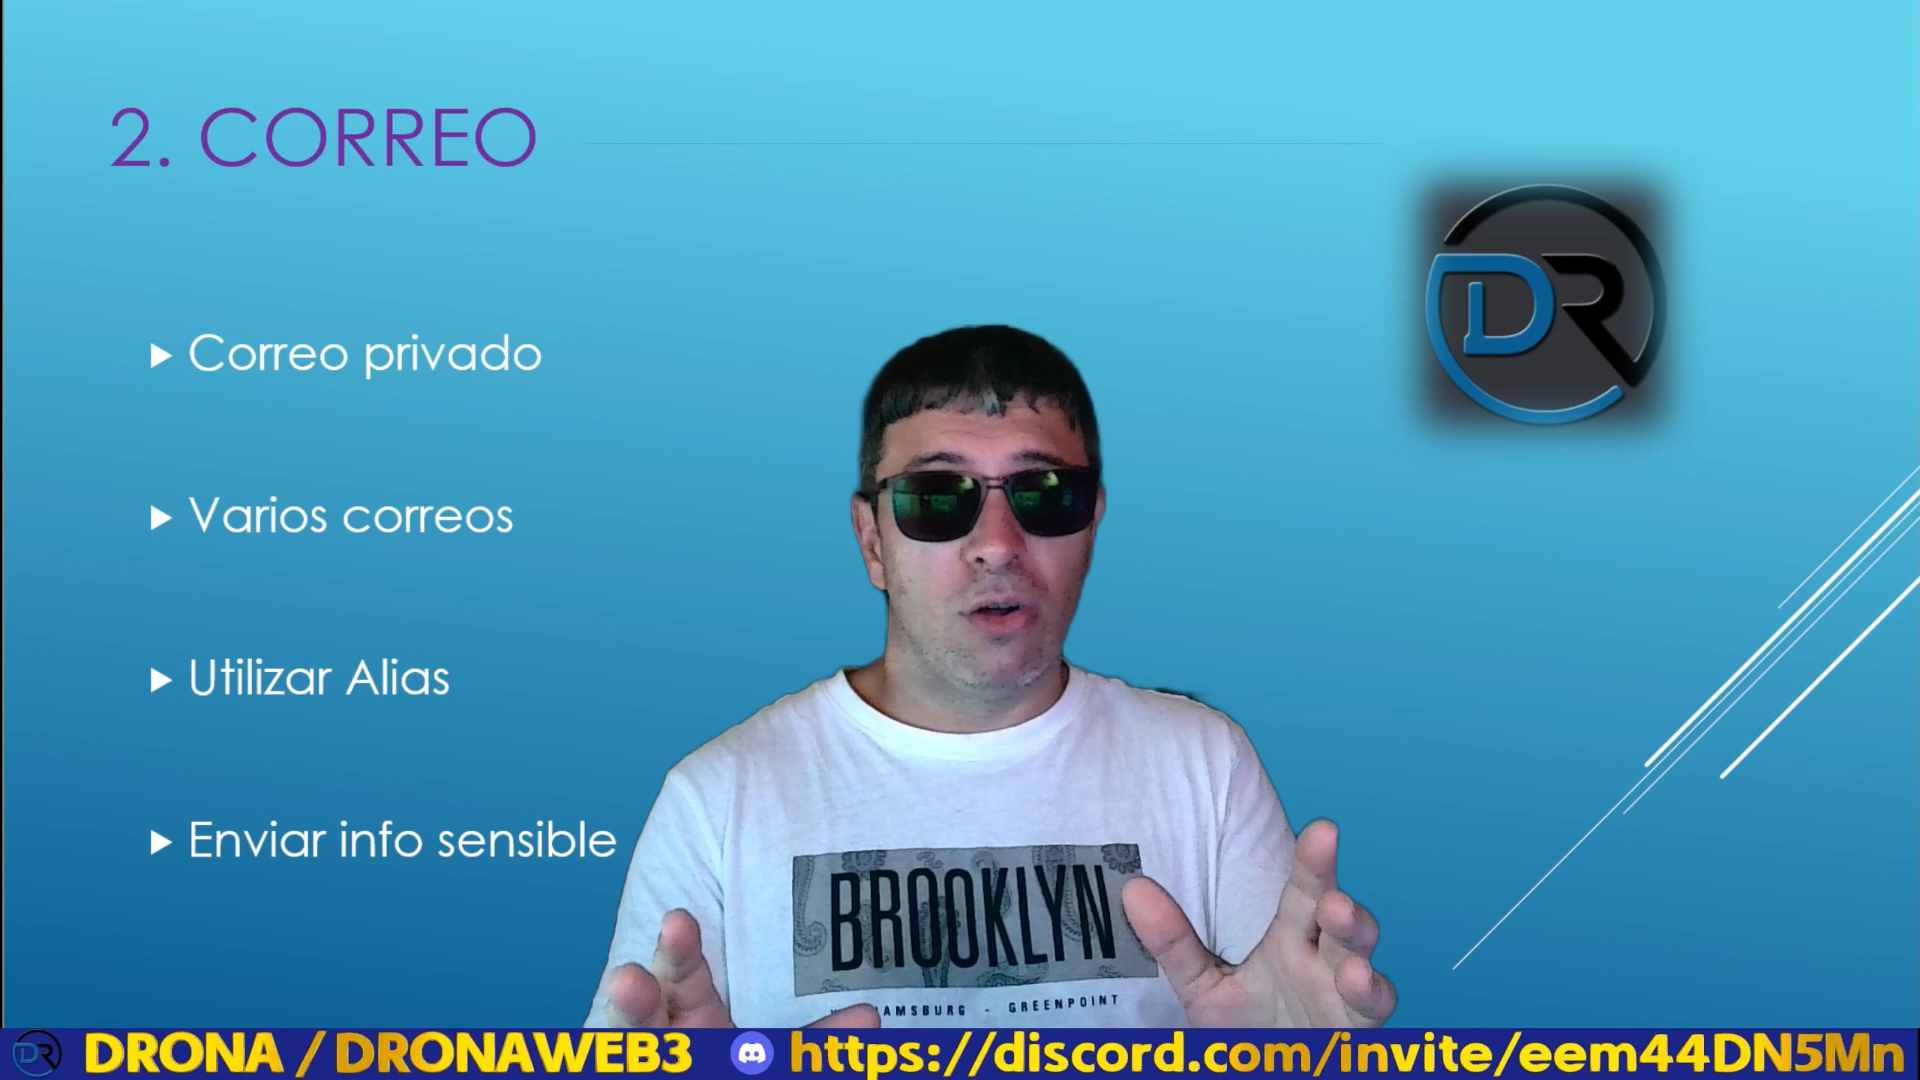 2. CORREO
DR
Correo privado
Varios correos
Utilizar Alias
Enviar info sensible
BROOKLYN
AMSBURG - GREENPOINT
DR DRONA / DRONAWEB3 https://discord.com/invite/eem44DN5Mn